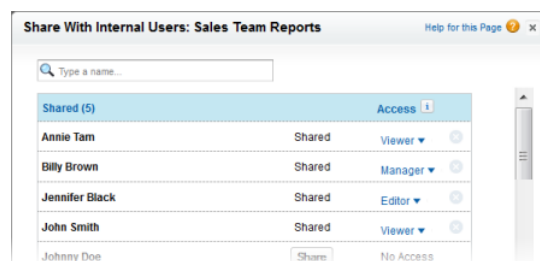 Share With Internal Users: Sales Team Reports Help for this Page ? x
Type a name...
Shared (5) Access i
Annie Tam Shared Viewer
Billy Brown Shared Manager
Jennifer Black Shared Editor
John Smith Shared Viewer
Johnny Doe Share No Access